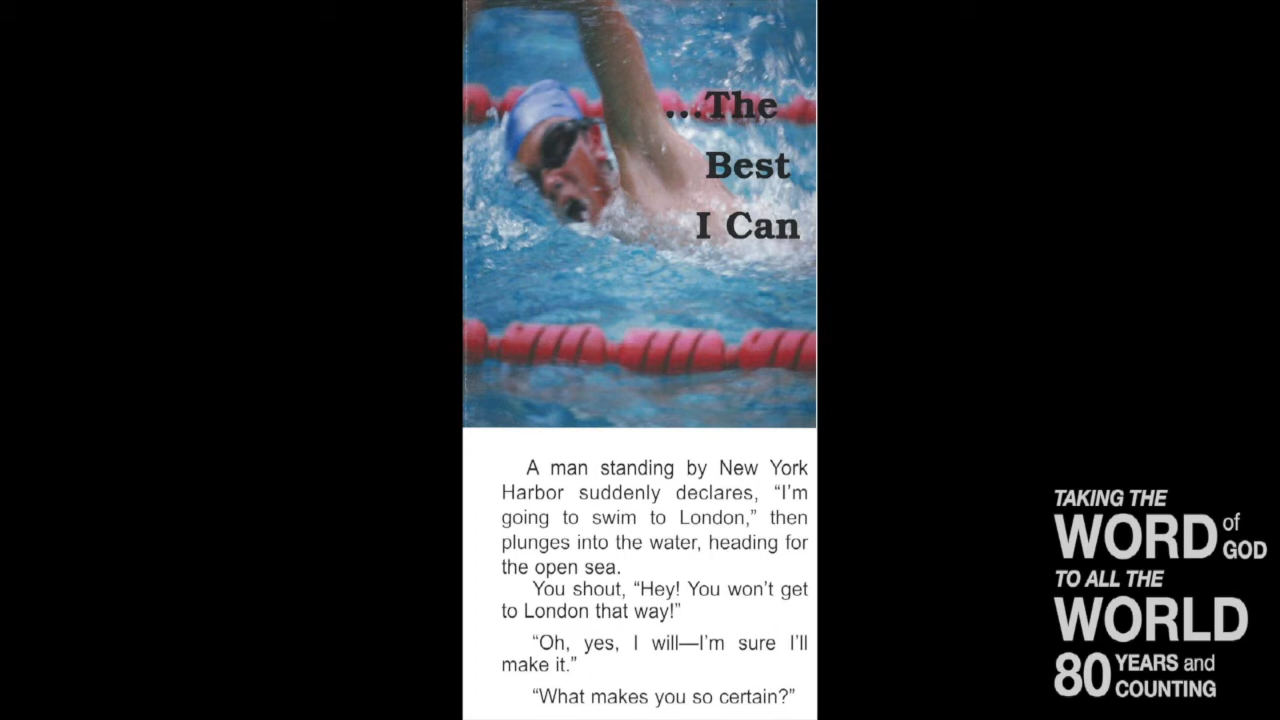 ...The
Best
I Can
A man standing by New York
Harbor suddenly declares, “I’m
going to swim to London,” then
plunges into the water, heading for
the open sea.
You shout, “Hey! You won’t get
to London that way!”
“Oh, yes, I will—I’m sure I’ll
make it.”
“What makes you so certain?”
TAKING THE
WORD of GOD
TO ALL THE
WORLD
80 YEARS and
COUNTING